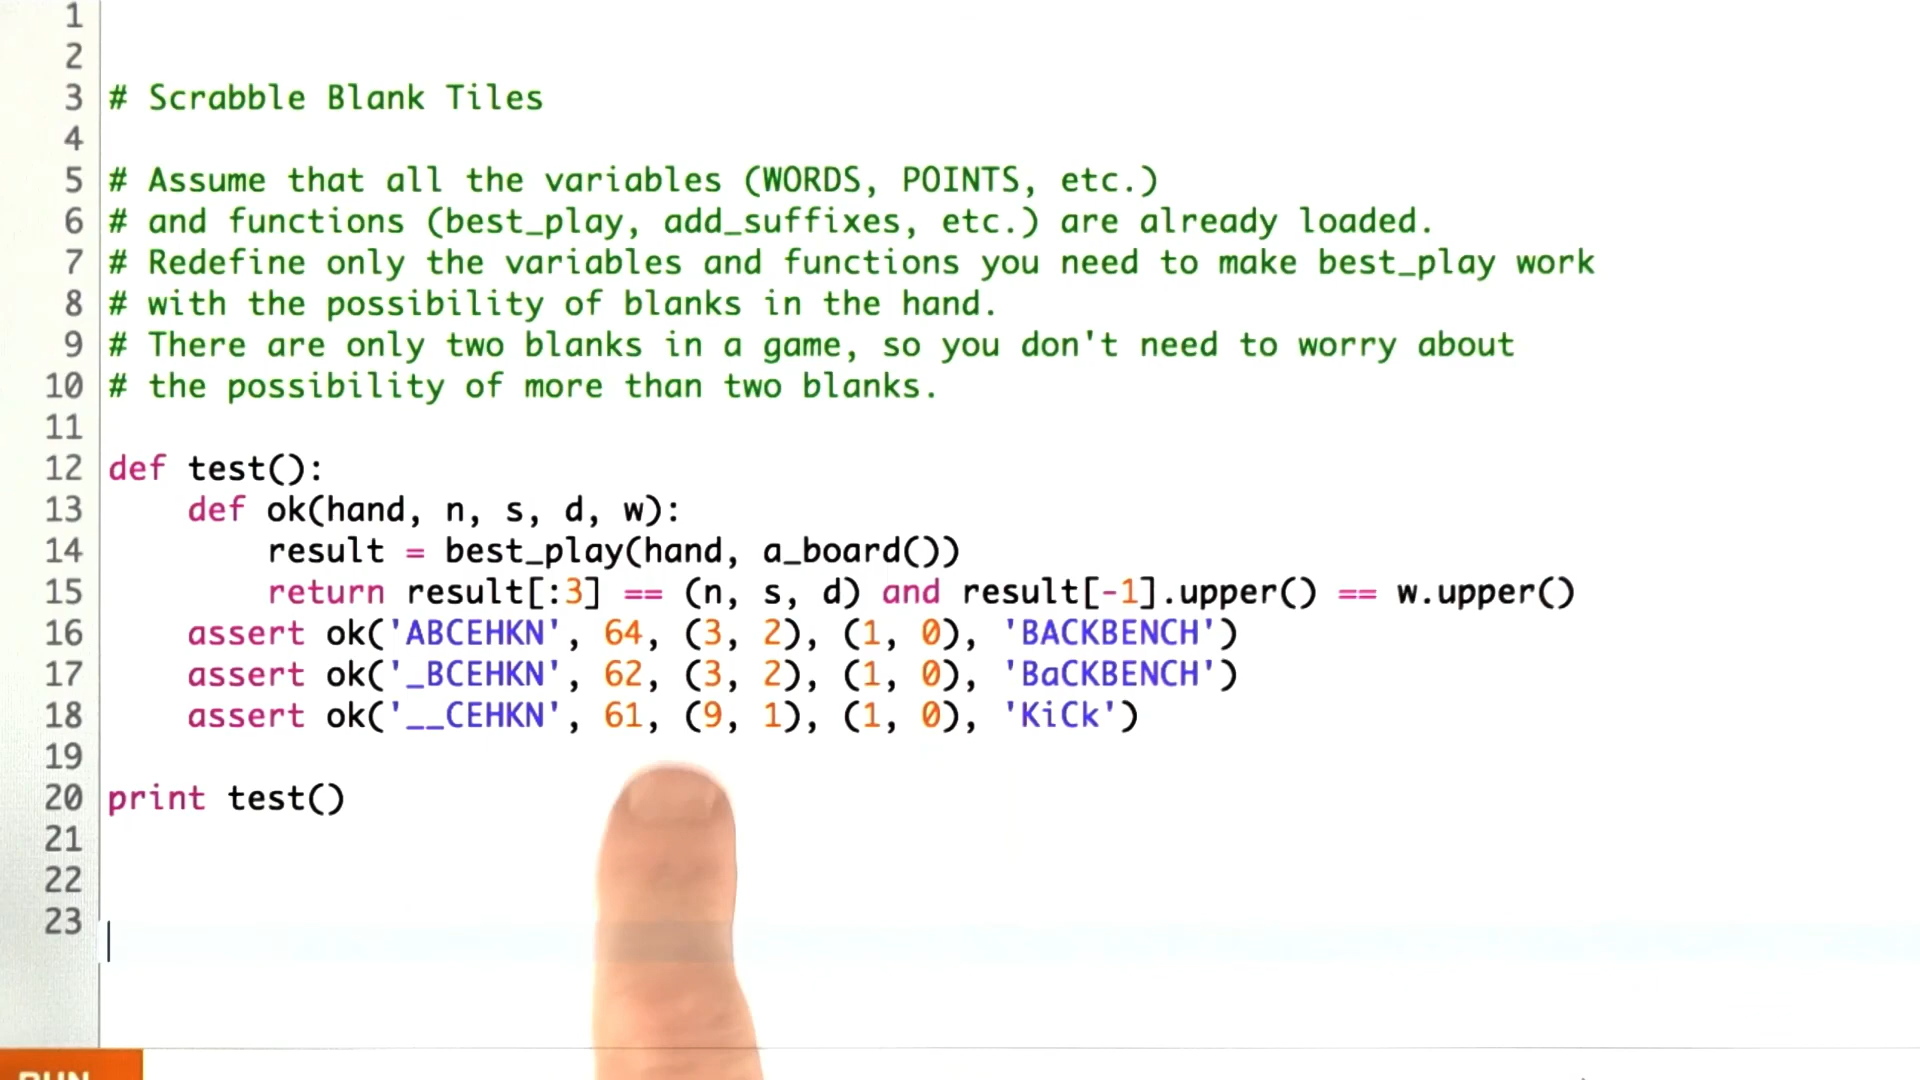 1
2
3 # Scrabble Blank Tiles
4
5 # Assume that all the variables (WORDS, POINTS, etc.)
6 # and functions (best_play, add_suffixes, etc.) are already loaded.
7 # Redefine only the variables and functions you need to make best_play work
8 # with the possibility of blanks in the hand.
9 # There are only two blanks in a game, so you don't need to worry about
10 # the possibility of more than two blanks.
11
12 def test():
13     def ok(hand, n, s, d, w):
14         result = best_play(hand, a_board())
15         return result[:3] == (n, s, d) and result[-1].upper() == w.upper()
16     assert ok('ABCEHKN', 64, (3, 2), (1, 0), 'BACKBENCH')
17     assert ok('_BCEHKN', 62, (3, 2), (1, 0), 'BaCKBENCH')
18     assert ok('__CEHKN', 61, (9, 1), (1, 0), 'KiCk')
19
20 print test()
21
22
23
RUN